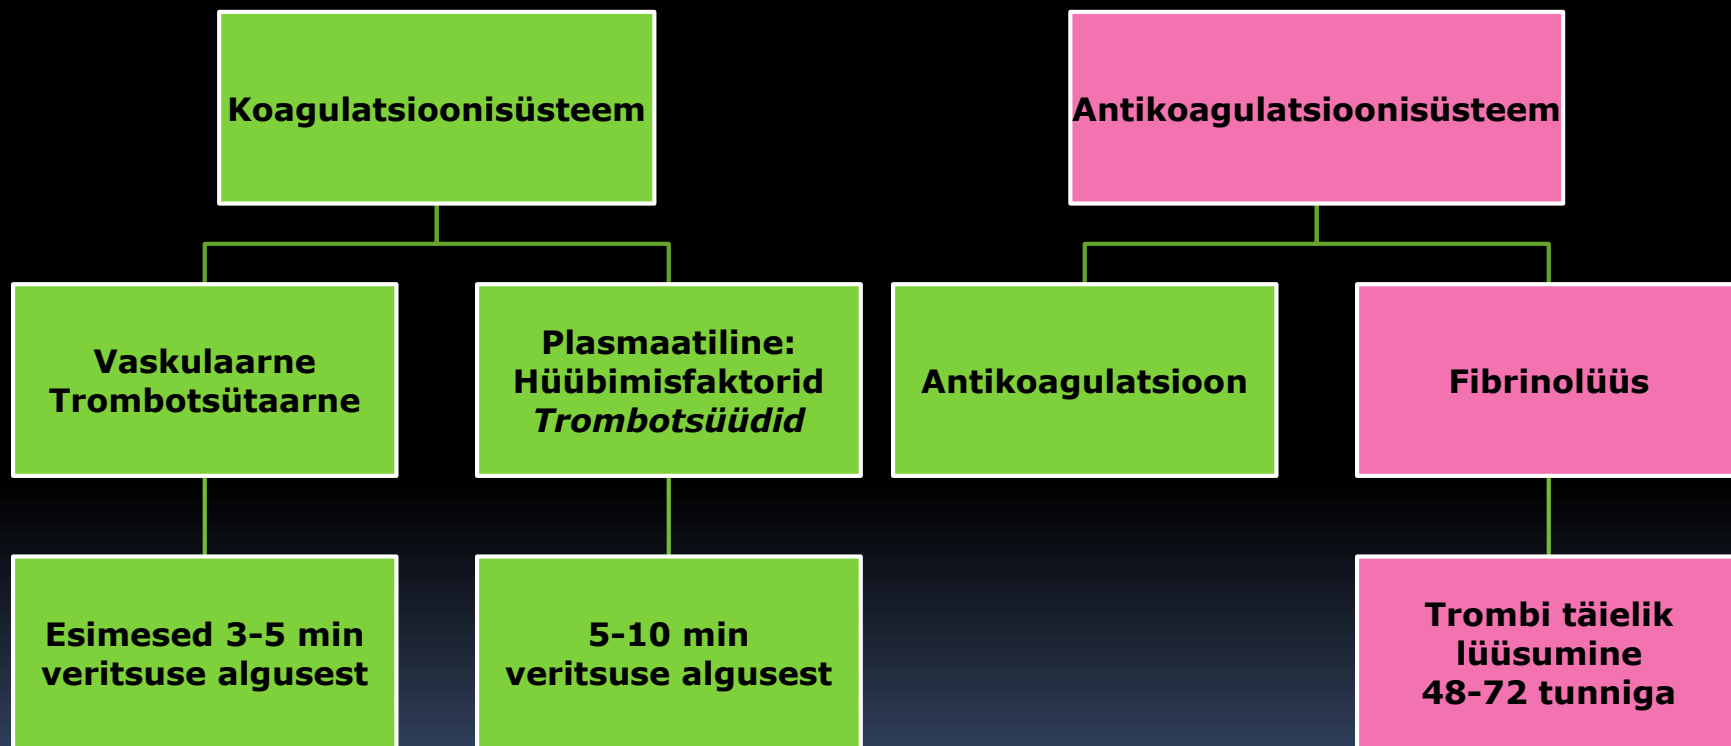 Koagulatsioonisüsteem
Antikoagulatsioonisüsteem
Vaskulaarne
Trombotsütaarne
Plasmaatiline:
Hüübimisfaktorid
Trombotsüüdid
Antikoagulatsioon
Fibrinolüüs
Esimesed 3-5 min
veritsuse algusest
5-10 min
veritsuse algusest
Trombi täielik
lüüsumine
48-72 tunniga